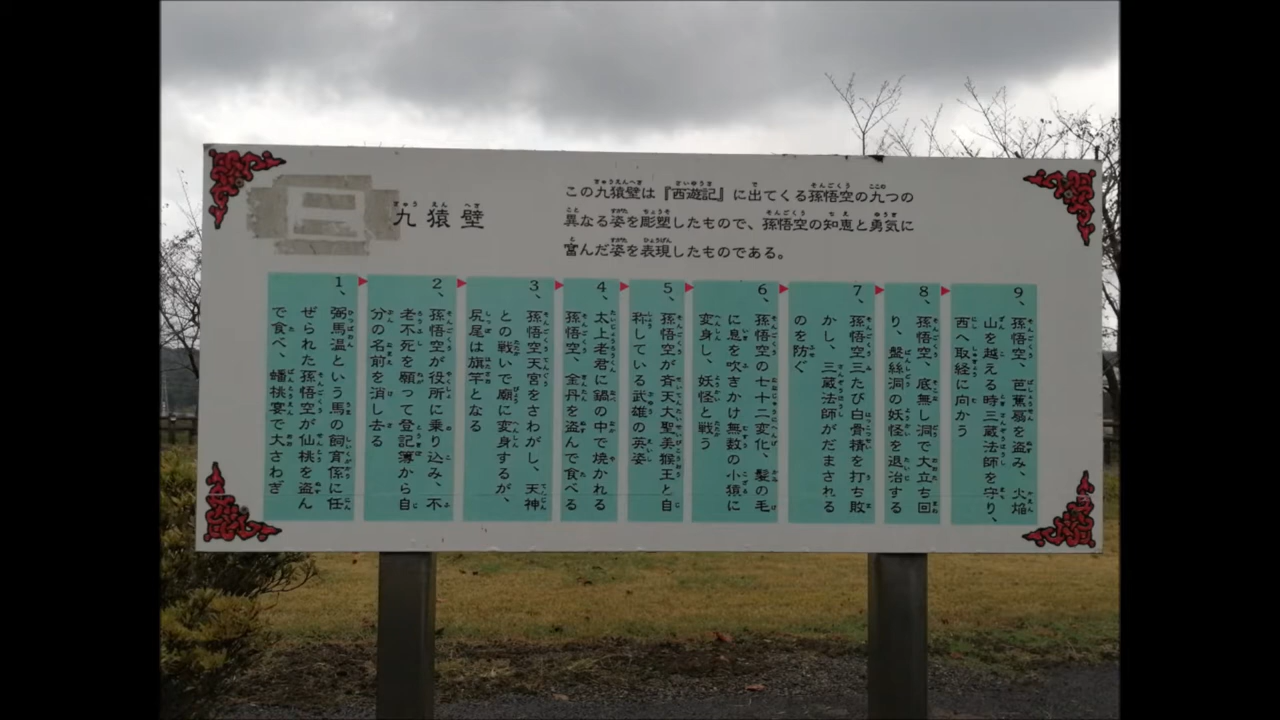 九猿壁
この九猿壁は『西遊記』に出てくる孫悟空の九つの
異なる姿を彫塑したもので、孫悟空の知恵と勇気に
富んだ姿を表現したものである。
1、弼馬温という馬の飼育係に任
ぜられた孫悟空が仙桃を盗ん
で食べ、蟠桃宴で大さわぎ
2、孫悟空が役所に乗り込み、不
老不死を願って登記簿から自
分の名前を消し去る
3、孫悟空天宮をさわがし、天神
との戦いで廟に変身するが、
尻尾は旗竿となる
4、太上老君に鍋の中で焼かれる
孫悟空、金丹を盗んで食べる
5、孫悟空が斉天大聖美猴王と自
称している武雄の英姿
6、孫悟空の七十二変化、髪の毛
に息を吹きかけ無数の小猿に
変身し、妖怪と戦う
7、孫悟空三たび白骨精を打ち敗
かし、三蔵法師がだまされる
のを防ぐ
8、孫悟空、底無し洞で大立ち回
り、盤絲洞の妖怪を退治する
9、孫悟空、芭蕉扇を盗み、火焔
山を越える時三蔵法師を守り、
西へ取経に向かう